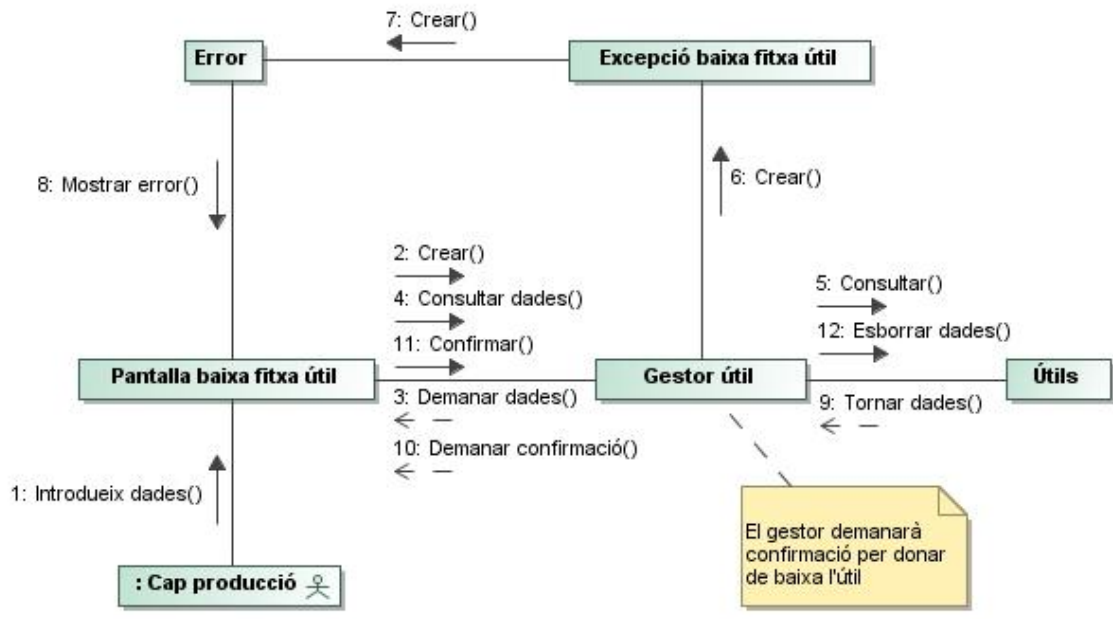 7: Crear()
Error
Excepció baixa fitxa útil
8: Mostrar error()
6: Crear()
2: Crear()
4: Consultar dades()
11: Confirmar()
5: Consultar()
12: Esborrar dades()
Pantalla baixa fitxa útil
Gestor útil
Útils
3: Demanar dades()
10: Demanar confirmació()
9: Tornar dades()
1: Introdueix dades()
El gestor demanarà
confirmació per donar
de baixa l'útil
: Cap producció